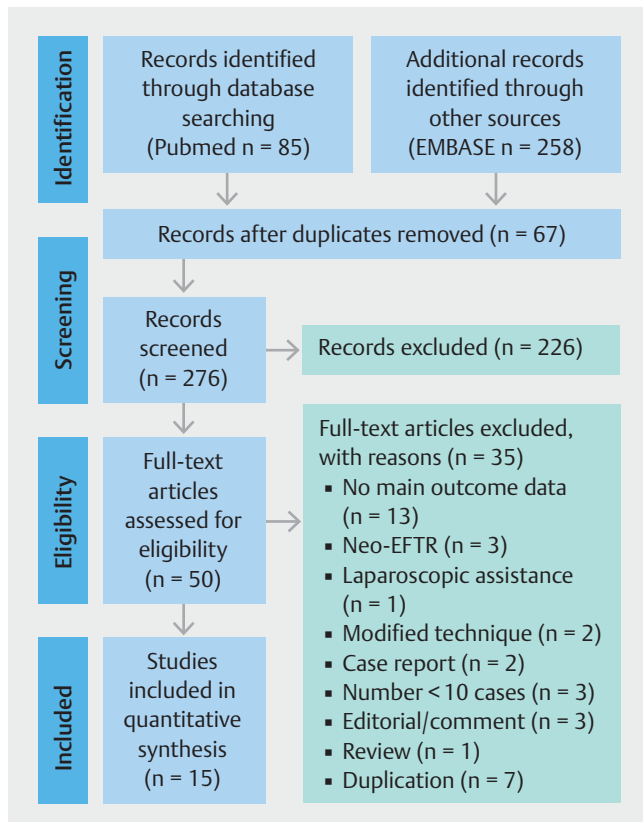 Identification
Records identified
through database
searching
(Pubmed n = 85)
Additional records
identified through
other sources
(EMBASE n = 258)
Records after duplicates removed (n = 67)
Screening
Records
screened
(n = 276)
Records excluded (n = 226)
Eligibility
Full-text
articles
assessed for
eligibility
(n = 50)
Full-text articles excluded,
with reasons (n = 35)
▪ No main outcome data
(n = 13)
▪ Neo-EFTR (n = 3)
▪ Laparoscopic assistance
(n = 1)
▪ Modified technique (n = 2)
▪ Case report (n = 2)
▪ Number < 10 cases (n = 3)
▪ Editorial/comment (n = 3)
▪ Review (n = 1)
▪ Duplication (n = 7)
Included
Studies
included in
quantitative
synthesis
(n = 15)